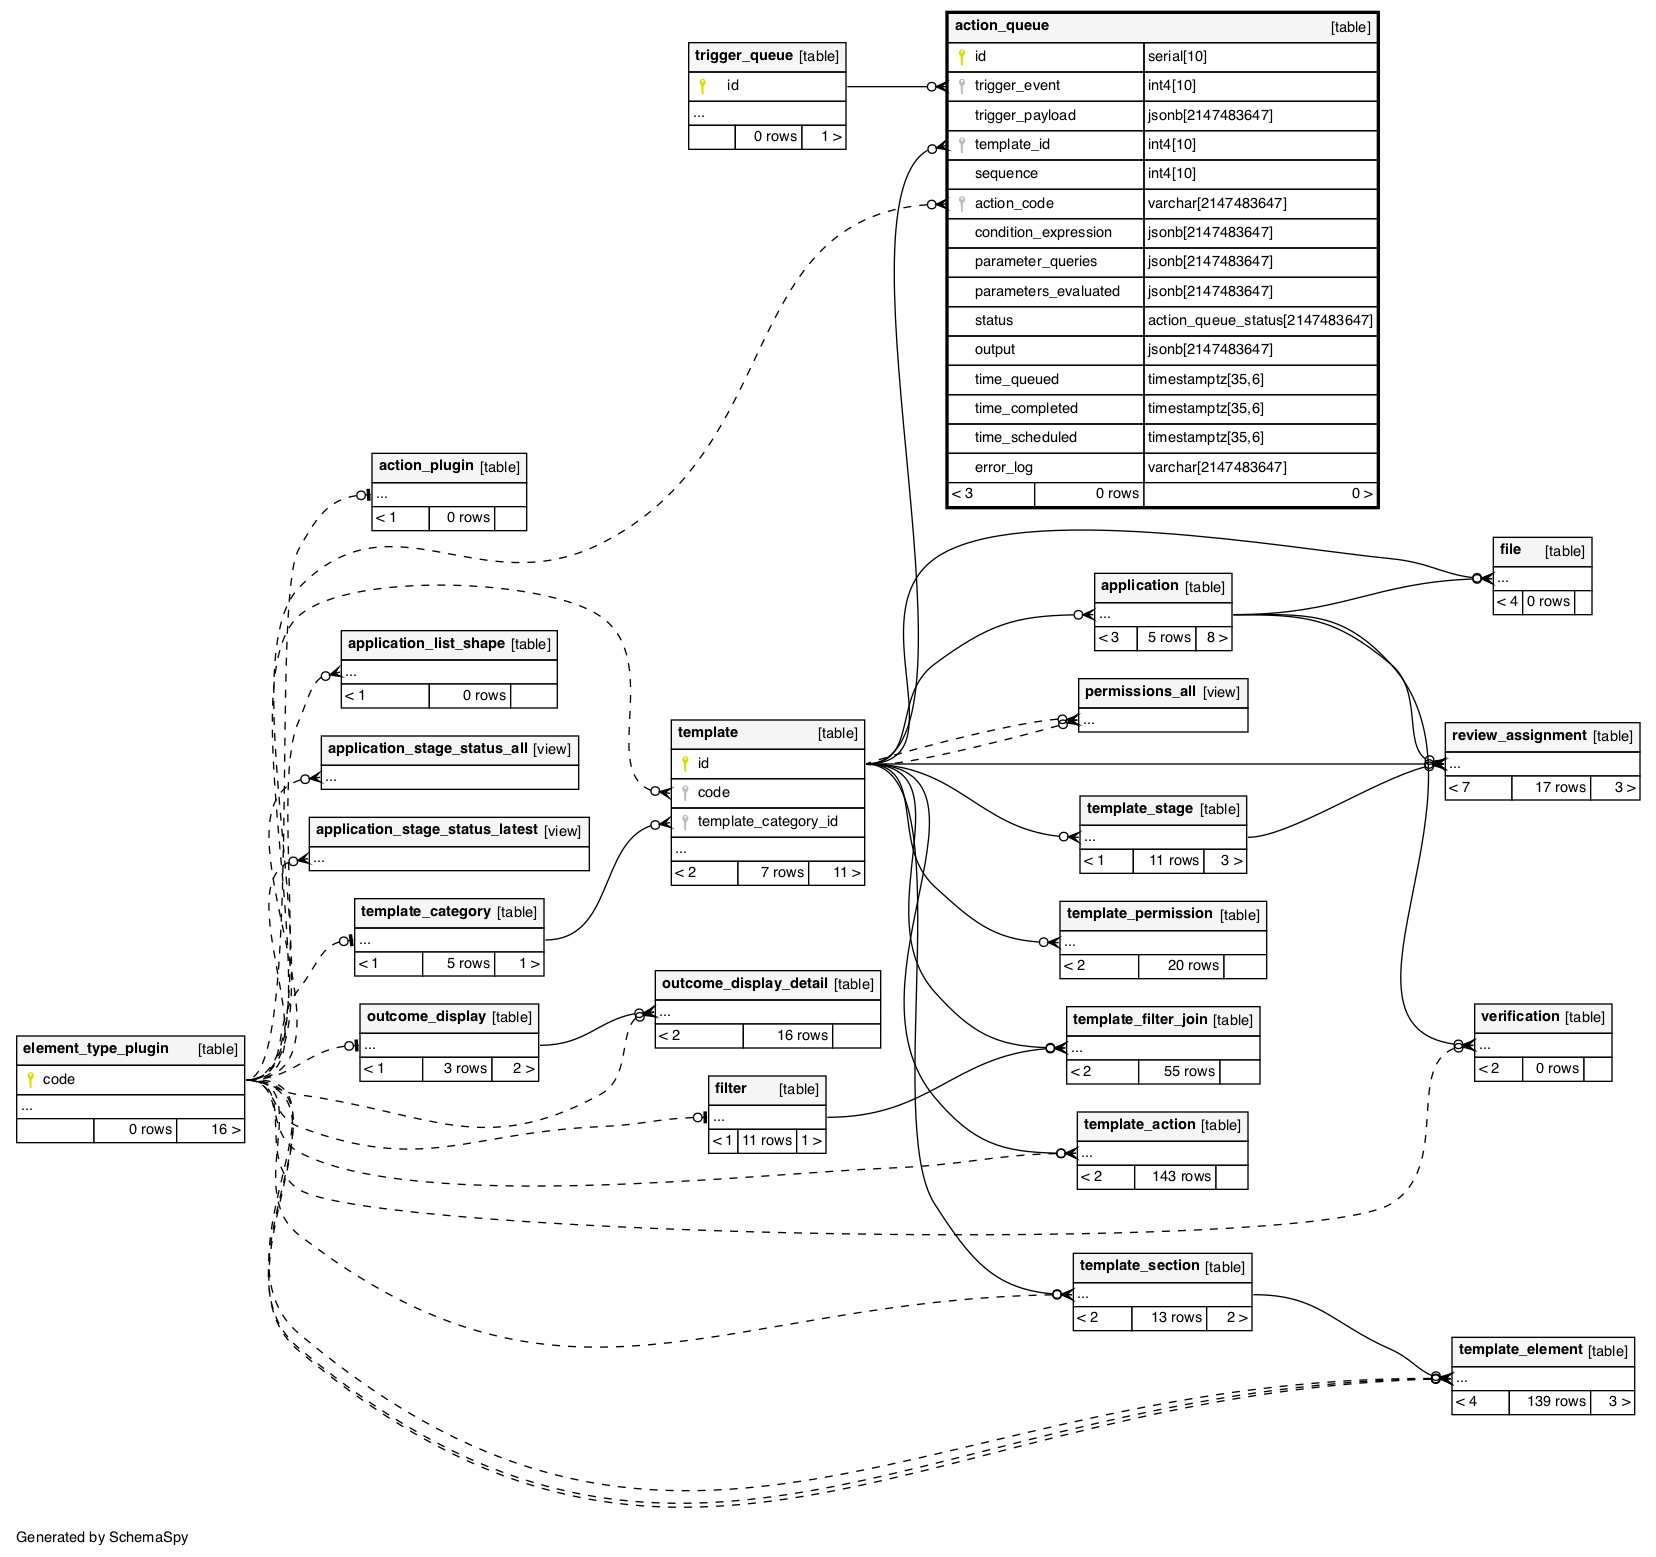 action_queue [table]
id serial[10]
trigger_event int4[10]
trigger_payload jsonb[2147483647]
template_id int4[10]
sequence int4[10]
action_code varchar[2147483647]
condition_expression jsonb[2147483647]
parameter_queries jsonb[2147483647]
parameters_evaluated jsonb[2147483647]
status action_queue_status[2147483647]
output jsonb[2147483647]
time_queued timestamptz[35,6]
time_completed timestamptz[35,6]
time_scheduled timestamptz[35,6]
error_log varchar[2147483647]
< 3 0 rows 0 >
trigger_queue [table]
id
...
0 rows 1 >
action_plugin [table]
...
< 1 0 rows
file [table]
...
< 4 0 rows
application [table]
...
< 3 5 rows 8 >
application_list_shape [table]
...
< 1 0 rows
permissions_all [view]
...
template [table]
id
code
template_category_id
...
< 2 7 rows 11 >
review_assignment [table]
...
< 7 17 rows 3 >
application_stage_status_all [view]
...
template_stage [table]
...
< 1 11 rows 3 >
application_stage_status_latest [view]
...
template_category [table]
...
< 1 5 rows 1 >
template_permission [table]
...
< 2 20 rows
outcome_display_detail [table]
...
< 2 16 rows
outcome_display [table]
...
< 1 3 rows 2 >
template_filter_join [table]
...
< 2 55 rows
verification [table]
...
< 2 0 rows
element_type_plugin [table]
code
...
0 rows 16 >
filter [table]
...
< 1 11 rows 1 >
template_action [table]
...
< 2 143 rows
template_section [table]
...
< 2 13 rows 2 >
template_element [table]
...
< 4 139 rows 3 >
Generated by SchemaSpy